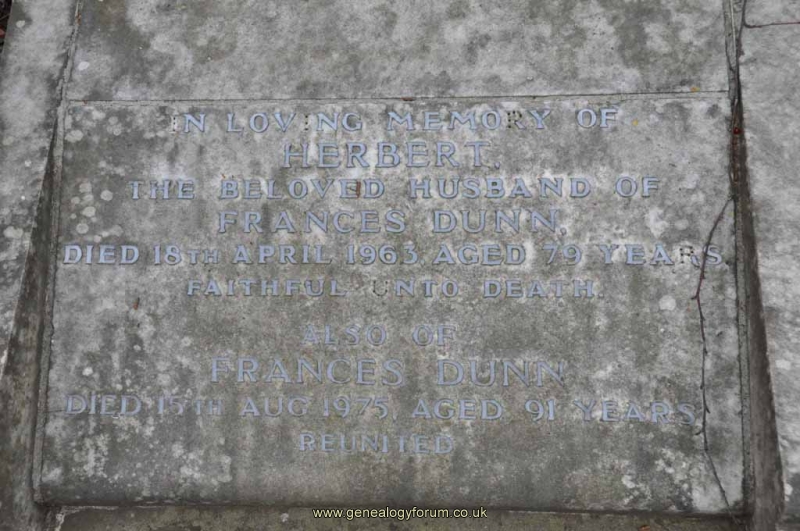 IN LOVING MEMORY OF
HERBERT.
THE BELOVED HUSBAND OF
FRANCES DUNN.
DIED 18TH APRIL 1963, AGED 79 YEARS
FAITHFUL UNTO DEATH.
ALSO OF
FRANCES DUNN
DIED 15TH AUG. 1975, AGED 91 YEARS
REUNITED
www.genealogyforum.co.uk